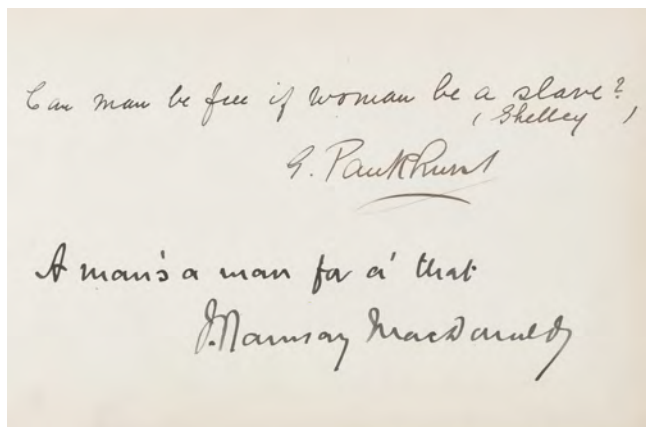 Can man be free if woman be a slave?
(Shelley)
E. Pankhurst
A man's a man for a' that
J. Ramsay MacDonald